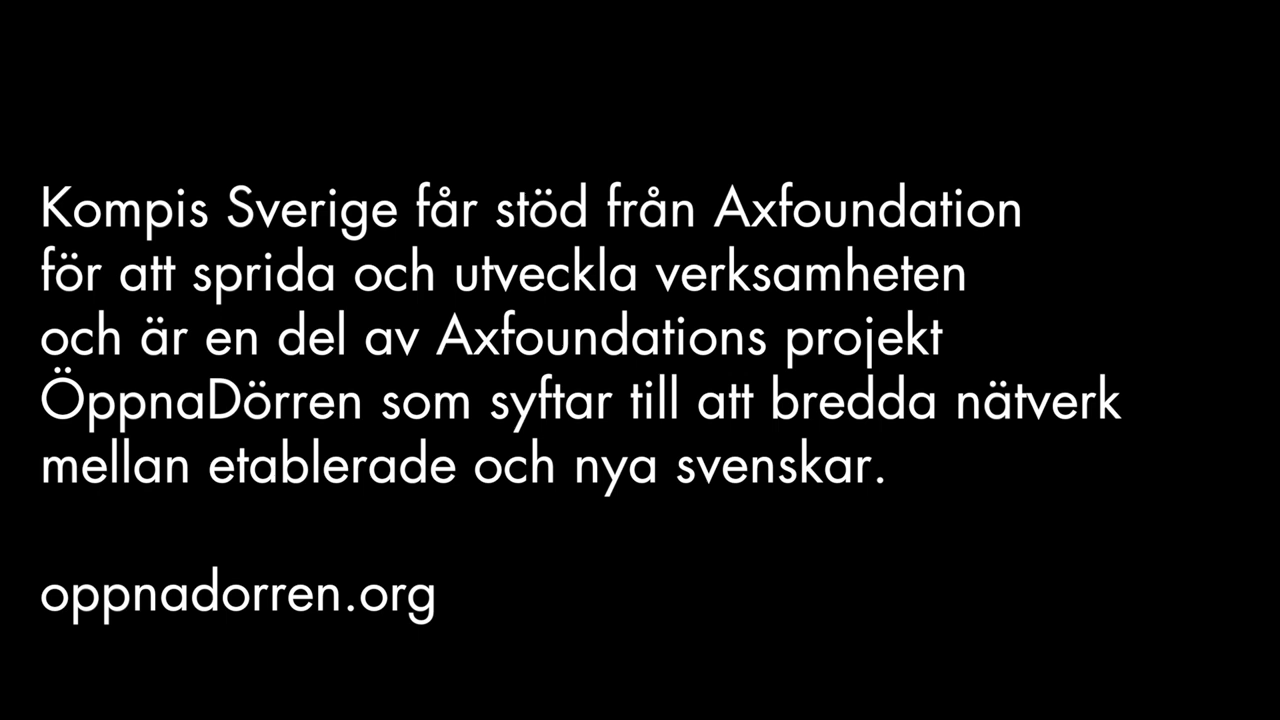 Kompis Sverige får stöd från Axfoundation
för att sprida och utveckla verksamheten
och är en del av Axfoundations projekt
ÖppnaDörren som syftar till att bredda nätverk
mellan etablerade och nya svenskar.
oppnadorren.org